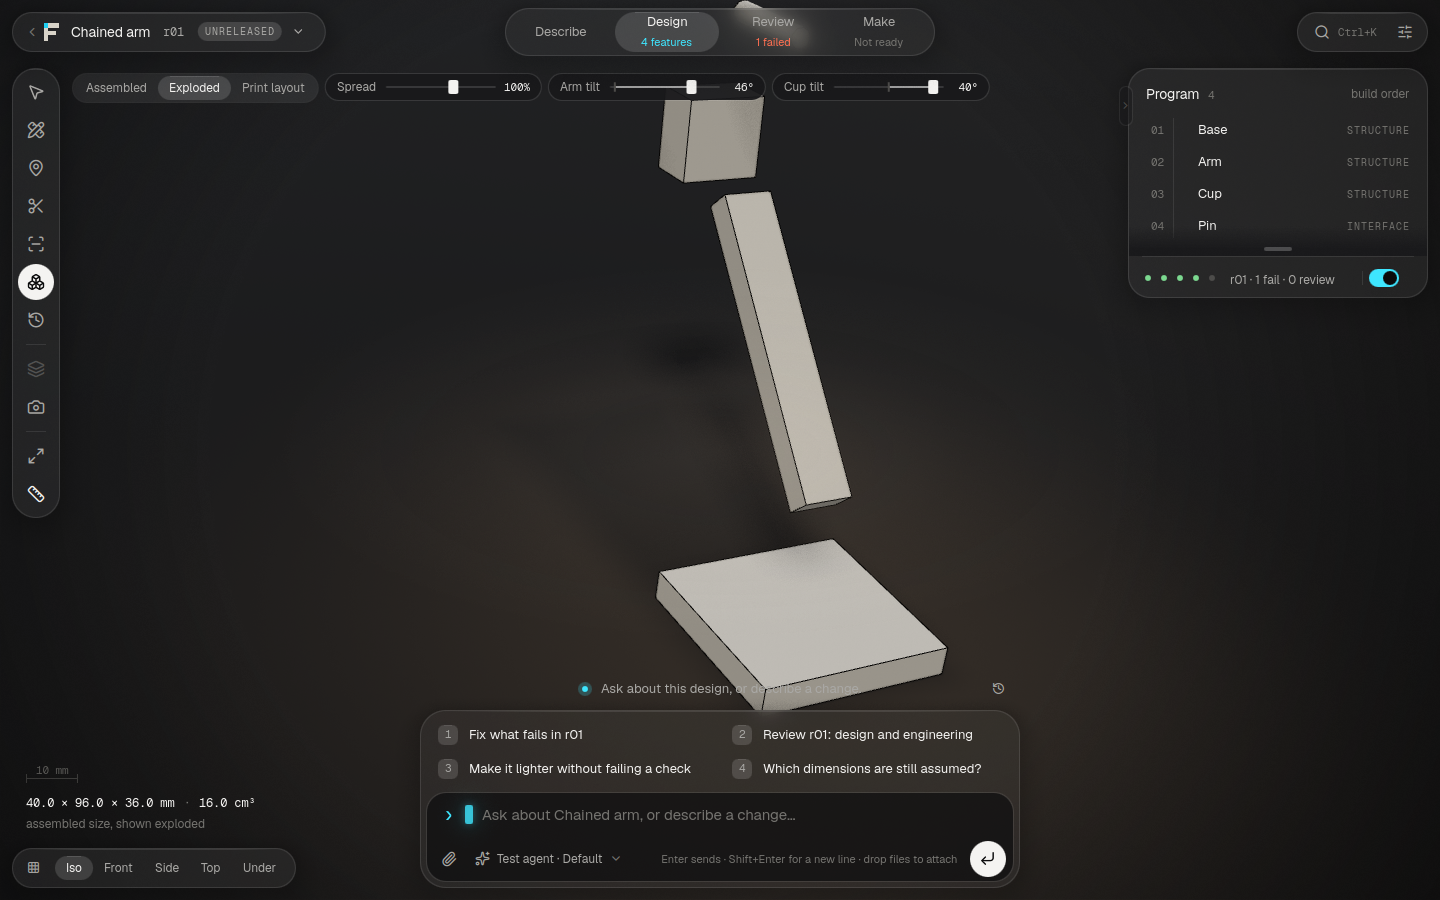 Chained arm r01 UNRELEASED
Describe
Design
4 features
Review
1 failed
Make
Not ready
Ctrl+K
Assembled Exploded Print layout
Spread 100%
Arm tilt 46°
Cup tilt 40°
Program 4 build order
01 Base STRUCTURE
02 Arm STRUCTURE
03 Cup STRUCTURE
04 Pin INTERFACE
r01 · 1 fail · 0 review
Ask about this design, or describe a change.
1 Fix what fails in r01
2 Review r01: design and engineering
3 Make it lighter without failing a check
4 Which dimensions are still assumed?
Ask about Chained arm, or describe a change...
Test agent · Default
Enter sends · Shift+Enter for a new line · drop files to attach
10 mm
40.0 × 96.0 × 36.0 mm · 16.0 cm³
assembled size, shown exploded
Iso Front Side Top Under